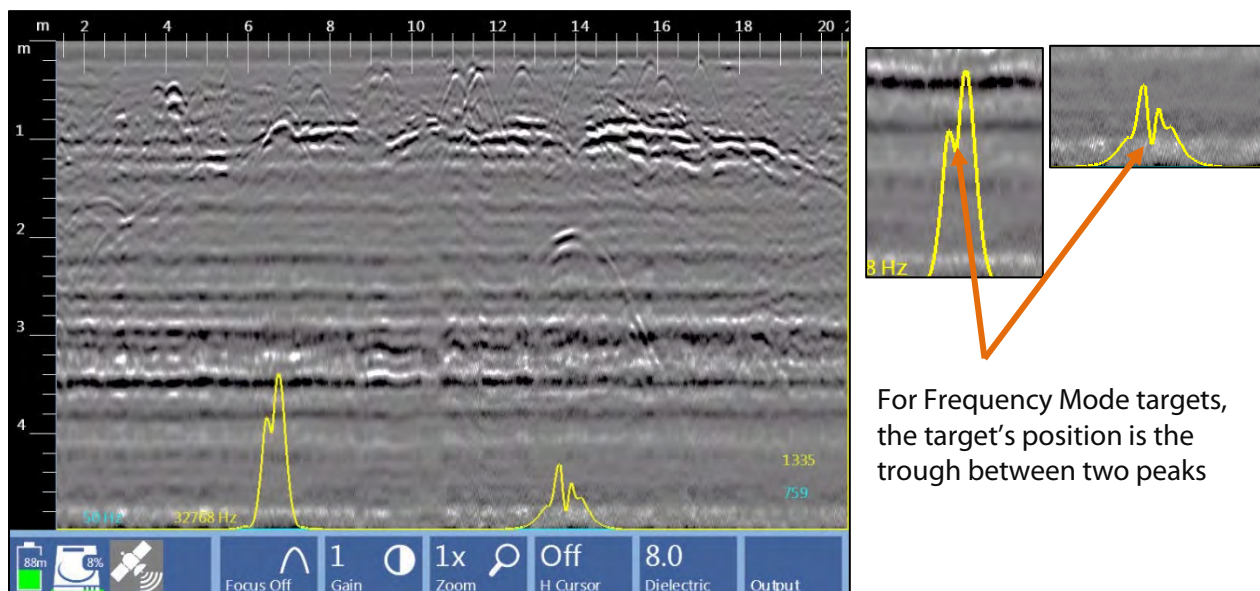 m 2 4 6 8 10 12 14 16 18 20
m
1
2
3
4
1335
759
50 Hz 32768 Hz
8 Hz
For Frequency Mode targets,
the target's position is the
trough between two peaks
88m 8% 1 1x Off 8.0
Focus Off Gain Zoom H Cursor Dielectric Output